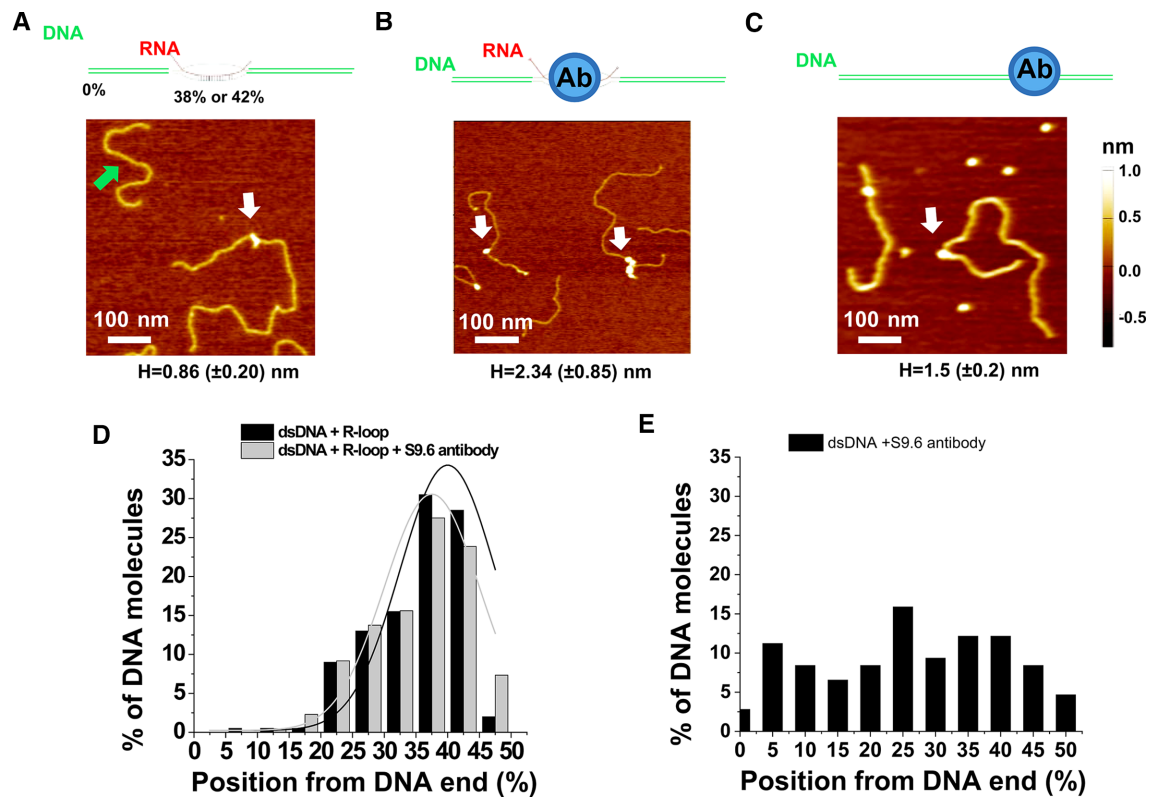 A
DNA
RNA
0%
38% or 42%
100 nm
H=0.86 (±0.20) nm
B
DNA
RNA
Ab
100 nm
H=2.34 (±0.85) nm
C
DNA
Ab
100 nm
H=1.5 (±0.2) nm
nm
1.0
0.5
0.0
-0.5
D
dsDNA + R-loop
dsDNA + R-loop + S9.6 antibody
% of DNA molecules
35
30
25
20
15
10
5
0
0 5 10 15 20 25 30 35 40 45 50
Position from DNA end (%)
E
dsDNA +S9.6 antibody
% of DNA molecules
35
30
25
20
15
10
5
0
0 5 10 15 20 25 30 35 40 45 50
Position from DNA end (%)